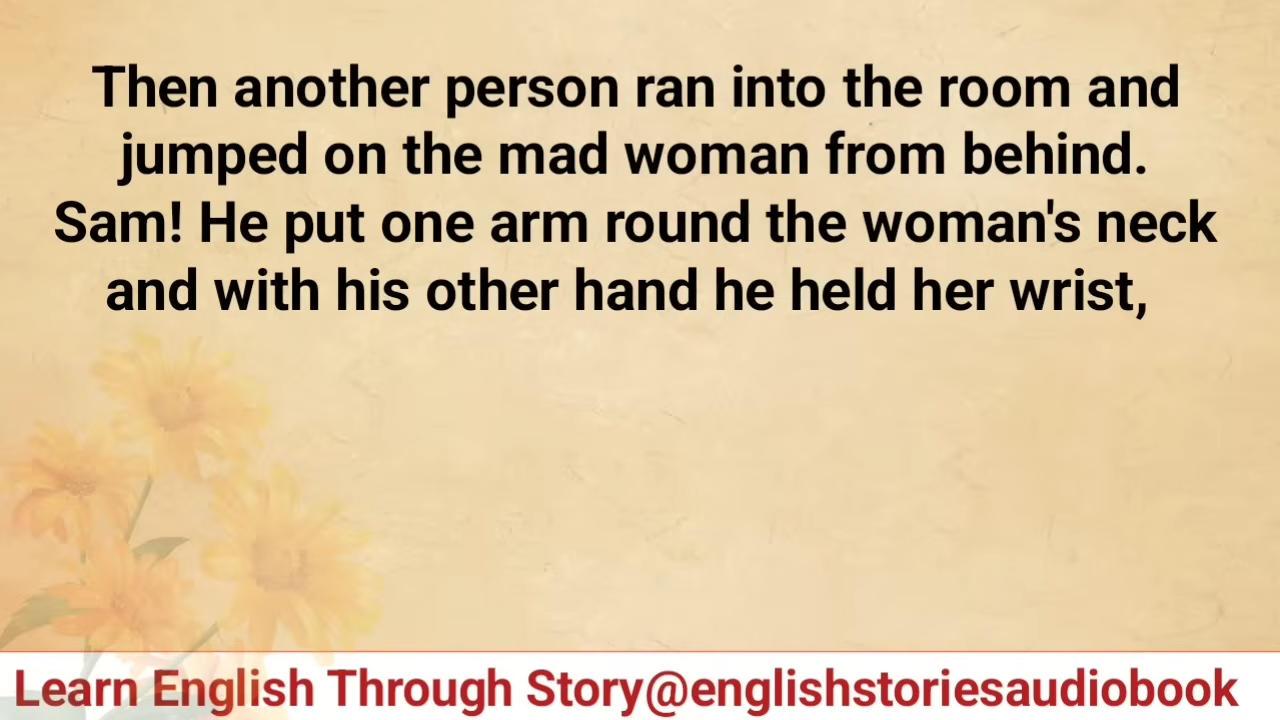 Then another person ran into the room and
jumped on the mad woman from behind.
Sam! He put one arm round the woman's neck
and with his other hand he held her wrist,
Learn English Through Story@englishstoriesaudiobook